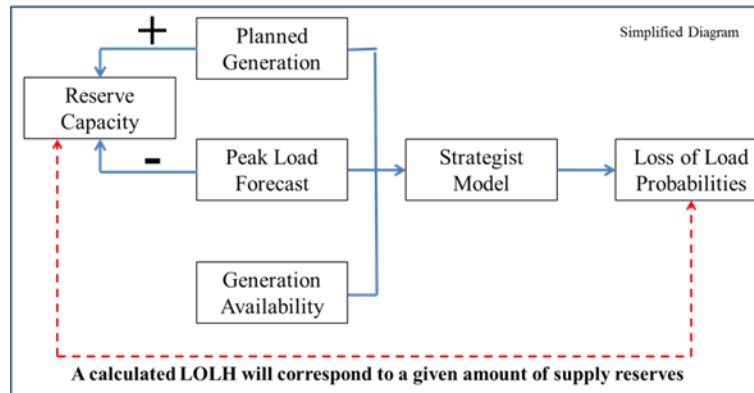 Simplified Diagram
+
Planned
Generation
Reserve
Capacity
-
Peak Load
Forecast
Strategist
Model
Loss of Load
Probabilities
Generation
Availability
A calculated LOLH will correspond to a given amount of supply reserves